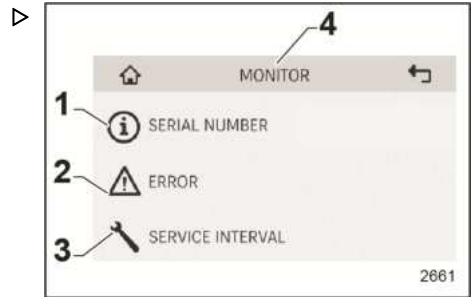 4
MONITOR
1
SERIAL NUMBER
2
ERROR
3
SERVICE INTERVAL
2661